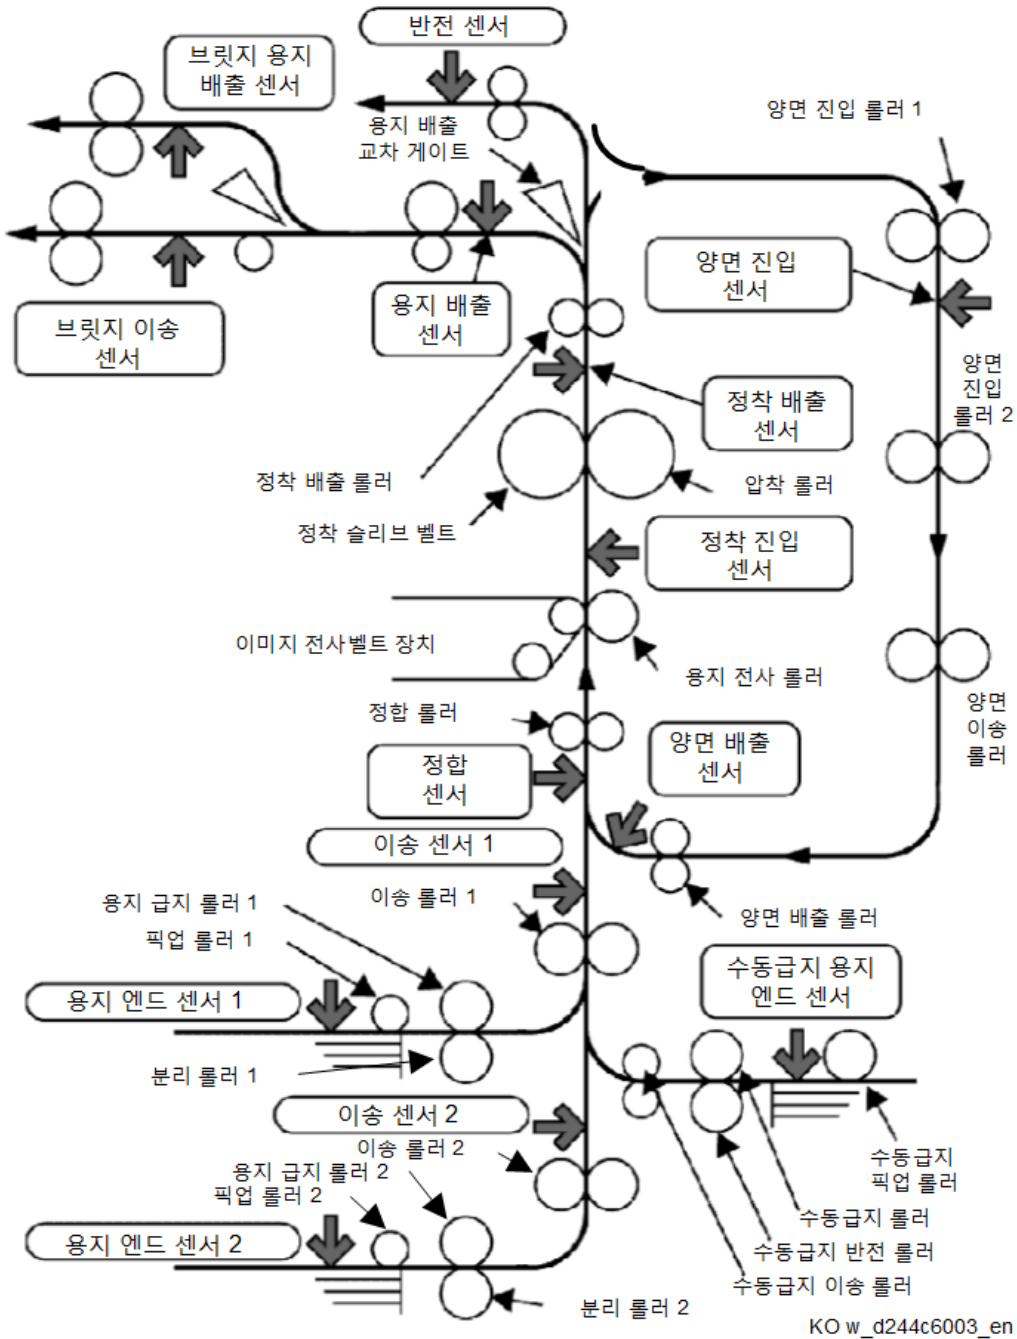 반전 센서
브릿지 용지
배출 센서
용지 배출
교차 게이트
양면 진입 롤러 1
양면 진입
센서
용지 배출
센서
브릿지 이송
센서
양면
진입
롤러 2
정착 배출
센서
정착 배출 롤러
압착 롤러
정착 슬리브 벨트
정착 진입
센서
이미지 전사벨트 장치
용지 전사 롤러
양면
이송
롤러
정합 롤러
양면 배출
센서
정합
센서
이송 센서 1
이송 롤러 1
용지 급지 롤러 1
픽업 롤러 1
양면 배출 롤러
수동급지 용지
엔드 센서
용지 엔드 센서 1
분리 롤러 1
이송 센서 2
이송 롤러 2
용지 급지 롤러 2
픽업 롤러 2
수동급지
픽업 롤러
수동급지 롤러
용지 엔드 센서 2
수동급지 반전 롤러
수동급지 이송 롤러
분리 롤러 2
KO w_d244c6003_en